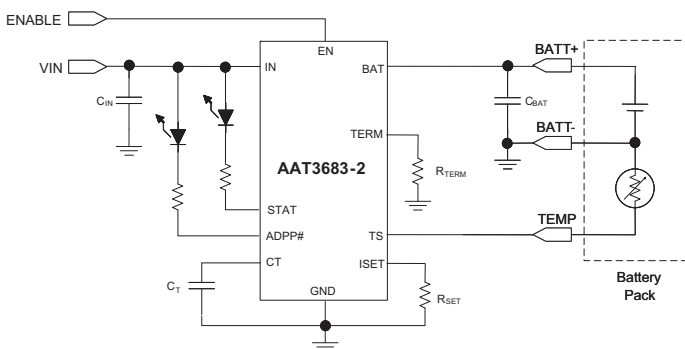 ENABLE
EN
VIN
IN
BAT
BATT+
CIN
CBAT
TERM
BATT-
AAT3683-2
RTERM
STAT
TEMP
ADPP#
TS
CT
ISET
CT
GND
RSET
Battery
Pack